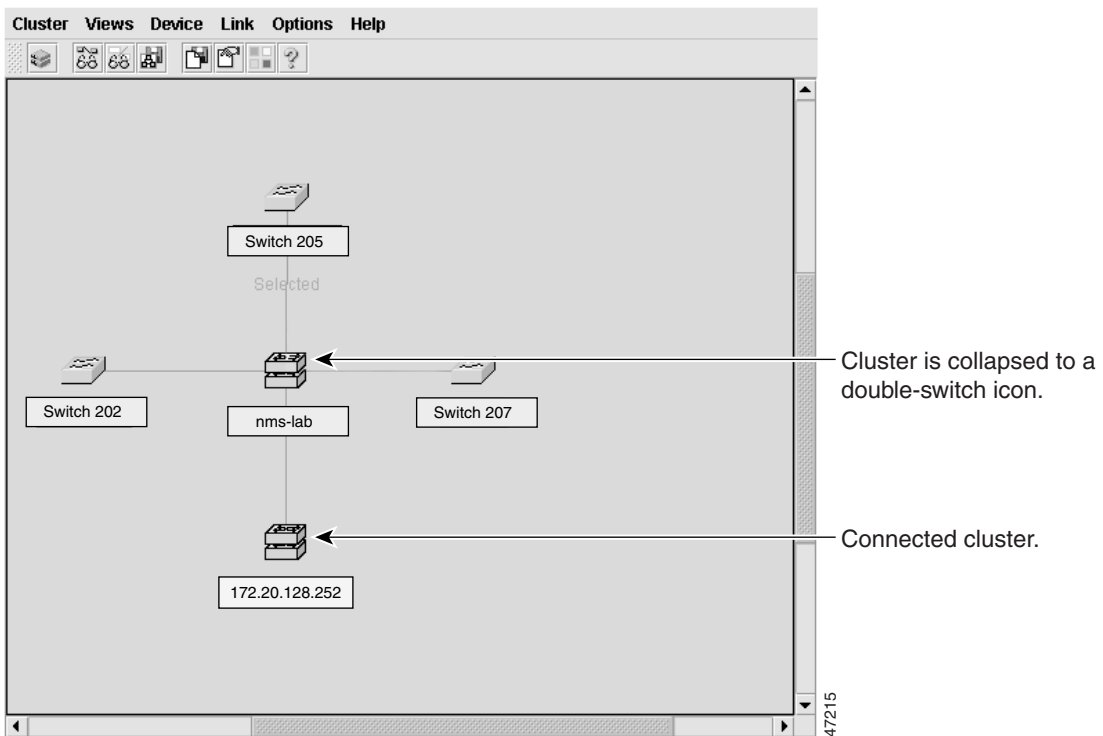 Cluster Views Device Link Options Help
Switch 205
Selected
Switch 202
nms-lab
Switch 207
172.20.128.252
Cluster is collapsed to a
double-switch icon.
Connected cluster.
47215